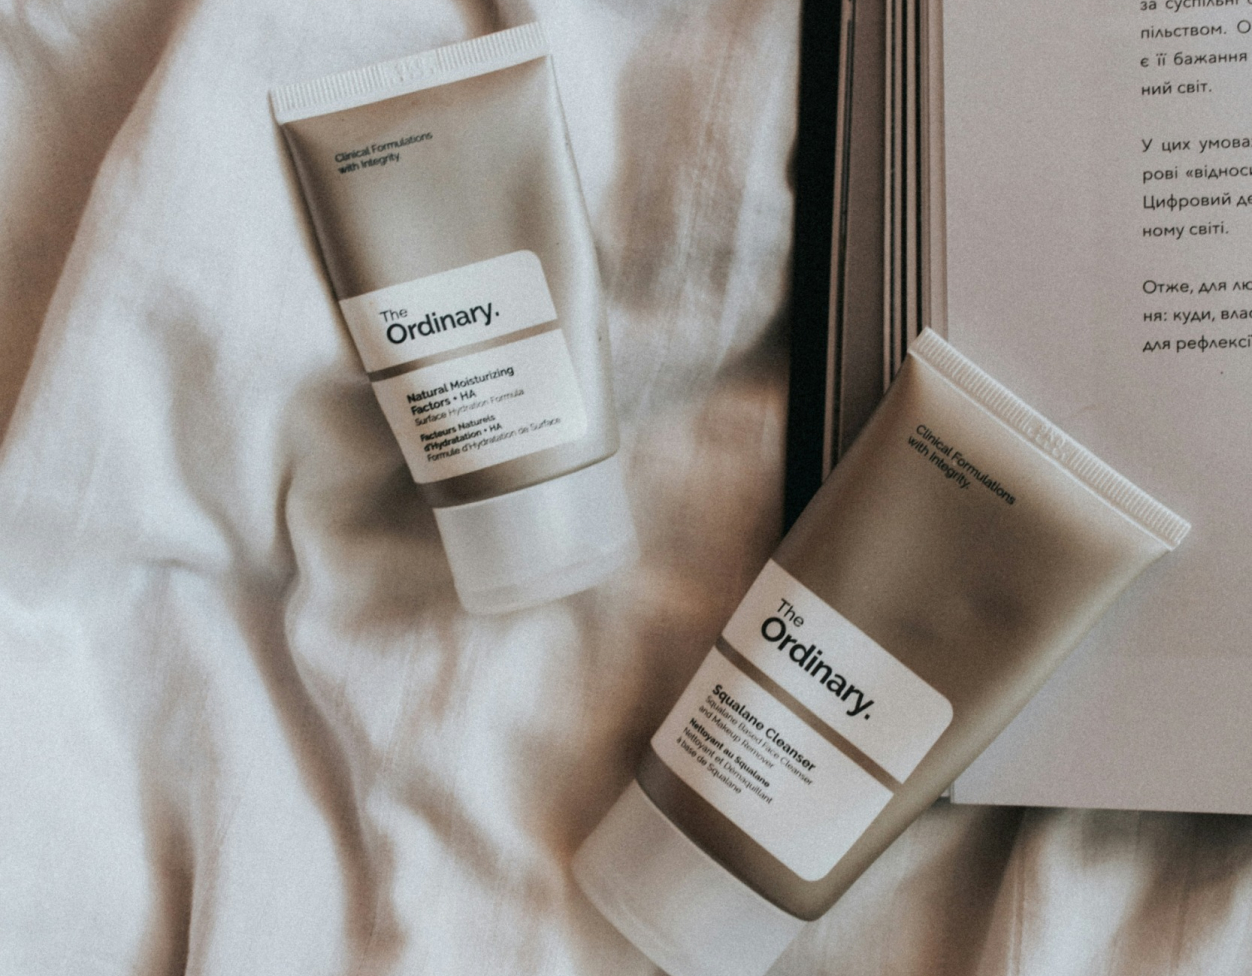 Clinical Formulations
with Integrity.
The
Ordinary.
Natural Moisturizing
Factors + HA
Surface Hydration Formula
Facteurs Naturels
d'Hydratation + HA
Formule d'Hydratation de Surface
Clinical Formulations
with Integrity.
The
Ordinary.
Squalane Cleanser
Squalane Based Face Cleanser
and Makeup Remover
Nettoyant au Squalane
Nettoyant et Démaquillant
à base de Squalane
за суспільні
пільством. О
є її бажання
ний світ.
У цих умова
рові «віднос
Цифровий де
ному світі.
Отже, для лю
ня: куди, влас
для рефлексі